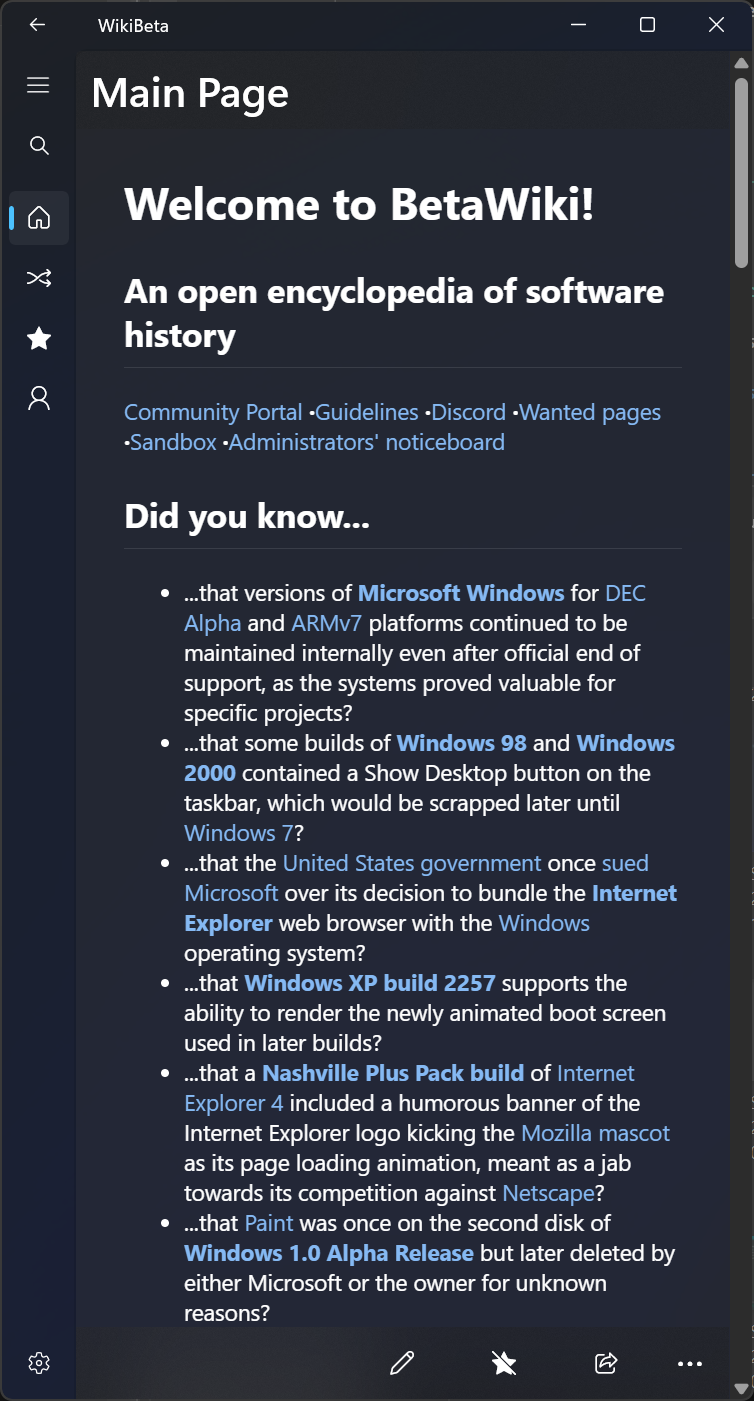 WikiBeta
Main Page
Welcome to BetaWiki!
An open encyclopedia of software
history
Community Portal •Guidelines •Discord •Wanted pages
•Sandbox •Administrators' noticeboard
Did you know...
• ...that versions of Microsoft Windows for DEC
Alpha and ARMv7 platforms continued to be
maintained internally even after official end of
support, as the systems proved valuable for
specific projects?
• ...that some builds of Windows 98 and Windows
2000 contained a Show Desktop button on the
taskbar, which would be scrapped later until
Windows 7?
• ...that the United States government once sued
Microsoft over its decision to bundle the Internet
Explorer web browser with the Windows
operating system?
• ...that Windows XP build 2257 supports the
ability to render the newly animated boot screen
used in later builds?
• ...that a Nashville Plus Pack build of Internet
Explorer 4 included a humorous banner of the
Internet Explorer logo kicking the Mozilla mascot
as its page loading animation, meant as a jab
towards its competition against Netscape?
• ...that Paint was once on the second disk of
Windows 1.0 Alpha Release but later deleted by
either Microsoft or the owner for unknown
reasons?